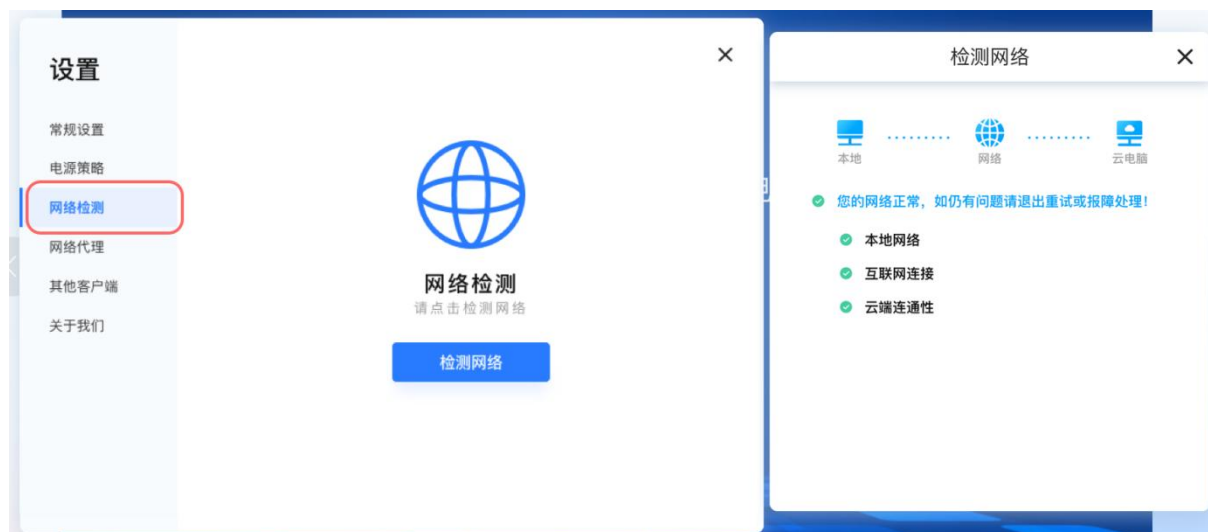 设置
常规设置
电源策略
网络检测
网络代理
其他客户端
关于我们
网络检测
请点击检测网络
检测网络
检测网络
本地
网络
云电脑
您的网络正常，如仍有问题请退出重试或报障处理！
本地网络
互联网连接
云端连通性